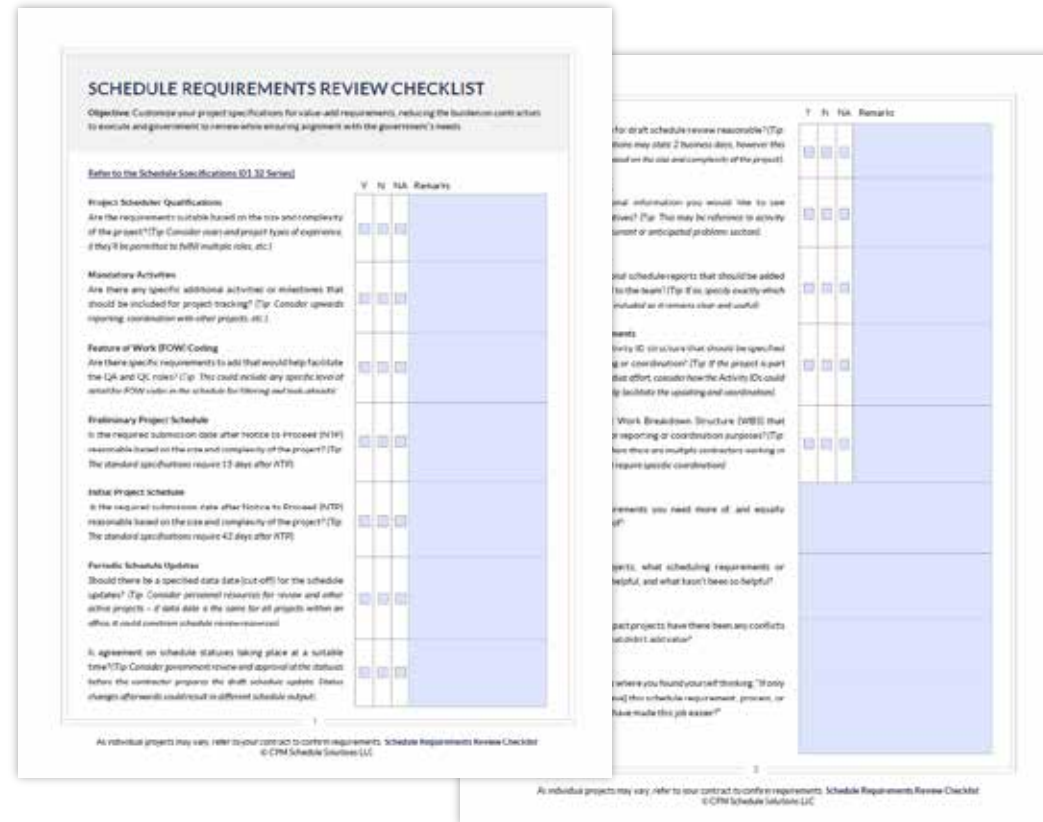 SCHEDULE REQUIREMENTS REVIEW CHECKLIST
Objective: Customize your project specifications for value-add requirements, reducing the burden on contractors
to execute and government to review while ensuring alignment with the government's needs.
Refer to the Schedule Specifications (01 32 Series)
Y N NA Remarks
Project Scheduler Qualifications
Are the requirements suitable based on the size and complexity
of the project? (Tip: Consider years and project types of experience,
if they'll be permitted to fulfill multiple roles, etc.)
Mandatory Activities
Are there any specific additional activities or milestones that
should be included for project tracking? (Tip: Consider upwards
reporting, coordination with other projects, etc.)
Feature of Work (FOW) Coding
Are there specific requirements to add that would help facilitate
the QA and QC roles? (Tip: This could include any specific level of
detail for FOW codes in the schedule for filtering and look-aheads)
Preliminary Project Schedule
Is the required submission date after Notice to Proceed (NTP)
reasonable based on the size and complexity of the project? (Tip:
The standard specifications require 15 days after NTP)
Initial Project Schedule
Is the required submission date after Notice to Proceed (NTP)
reasonable based on the size and complexity of the project? (Tip:
The standard specifications require 42 days after NTP)
Periodic Schedule Updates
Should there be a specified data date (cut-off) for the schedule
updates? (Tip: Consider personnel resources for review and other
active projects – if data date is the same for all projects within an
office, it could constrain schedule review resources)
Is agreement on schedule statuses taking place at a suitable
time? (Tip: Consider government review and approval of the statuses
before the contractor prepares the draft schedule update. Status
changes afterwards could result in different schedule output)
1
As individual projects may vary, refer to your contract to confirm requirements. Schedule Requirements Review Checklist
© CPM Schedule Solutions LLC
Y N NA Remarks
for draft schedule review reasonable? (Tip:
tions may state 2 business days, however this
based on the size and complexity of the project)
onal information you would like to see
tives? (Tip: This may be reference to activity
current or anticipated problems section)
onal schedule reports that should be added
to the team? (Tip: If so, specify exactly which
included so it remains clear and useful)
ments
tivity ID structure that should be specified
g or coordination? (Tip: If the project is part
effort, consider how the Activity IDs could
facilitate the updating and coordination)
Work Breakdown Structure (WBS) that
or reporting or coordination purposes? (Tip:
here there are multiple contractors working or
require specific coordination)
rements you need more of, and equally
of?
jects, what scheduling requirements or
helpful, and what hasn't been so helpful?
past projects have there been any conflicts
at didn't add value?
where you found yourself thinking, "If only
this schedule requirement, process, or
have made this job easier?"
2
As individual projects may vary, refer to your contract to confirm requirements. Schedule Requirements Review Checklist
© CPM Schedule Solutions LLC